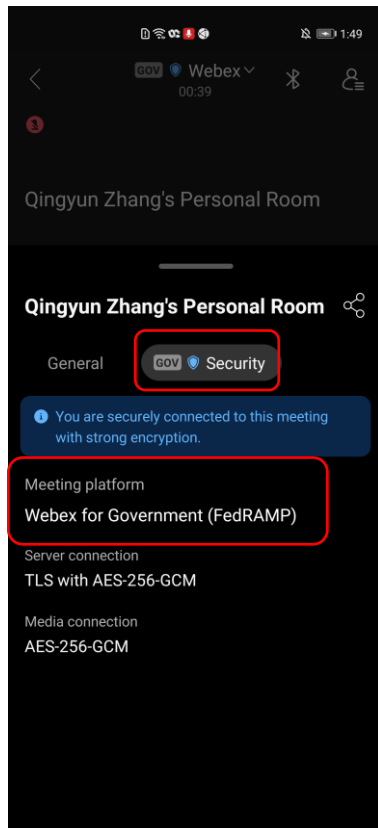 1:49
GOV Webex
00:39
Qingyun Zhang's Personal Room
Qingyun Zhang's Personal Room
General
GOV Security
You are securely connected to this meeting
with strong encryption.
Meeting platform
Webex for Government (FedRAMP)
Server connection
TLS with AES-256-GCM
Media connection
AES-256-GCM